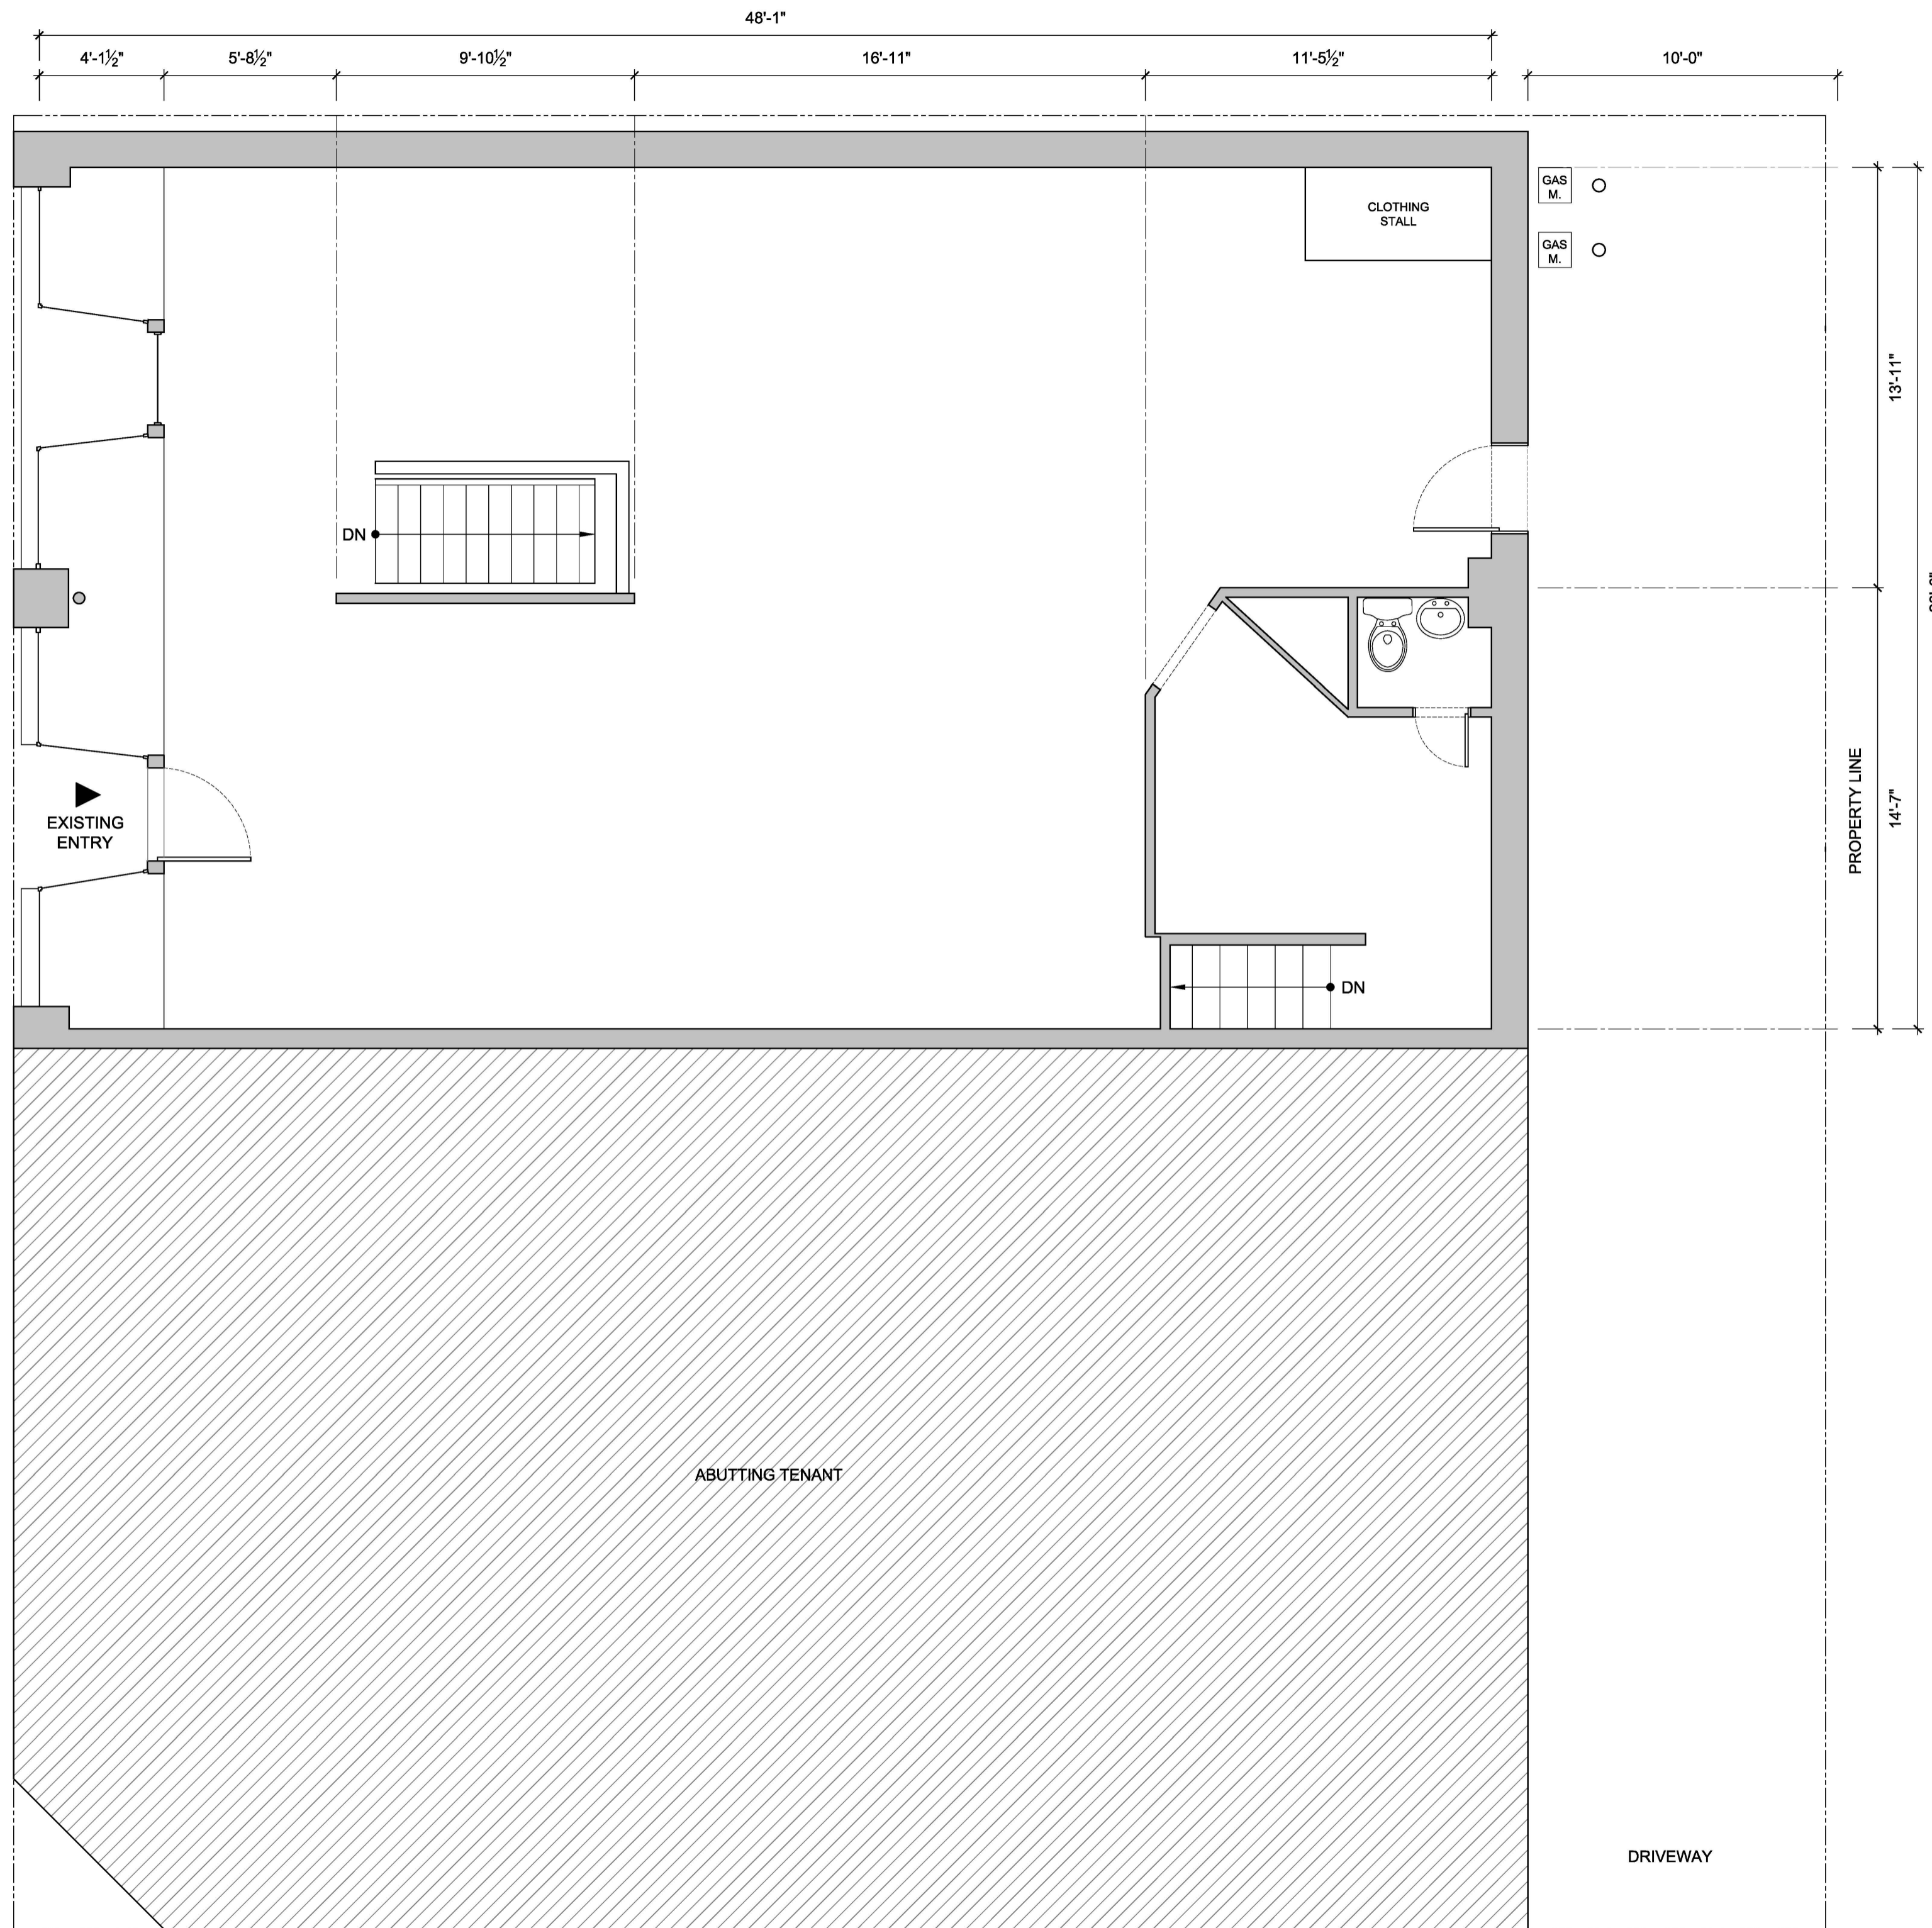 48'-1"
4'-1½"
5'-8½"
9'-10½"
16'-11"
11'-5½"
10'-0"
CLOTHING
STALL
GAS
M.
GAS
M.
13'-11"
DN
EXISTING
ENTRY
PROPERTY LINE
14'-7"
DN
ABUTTING TENANT
DRIVEWAY